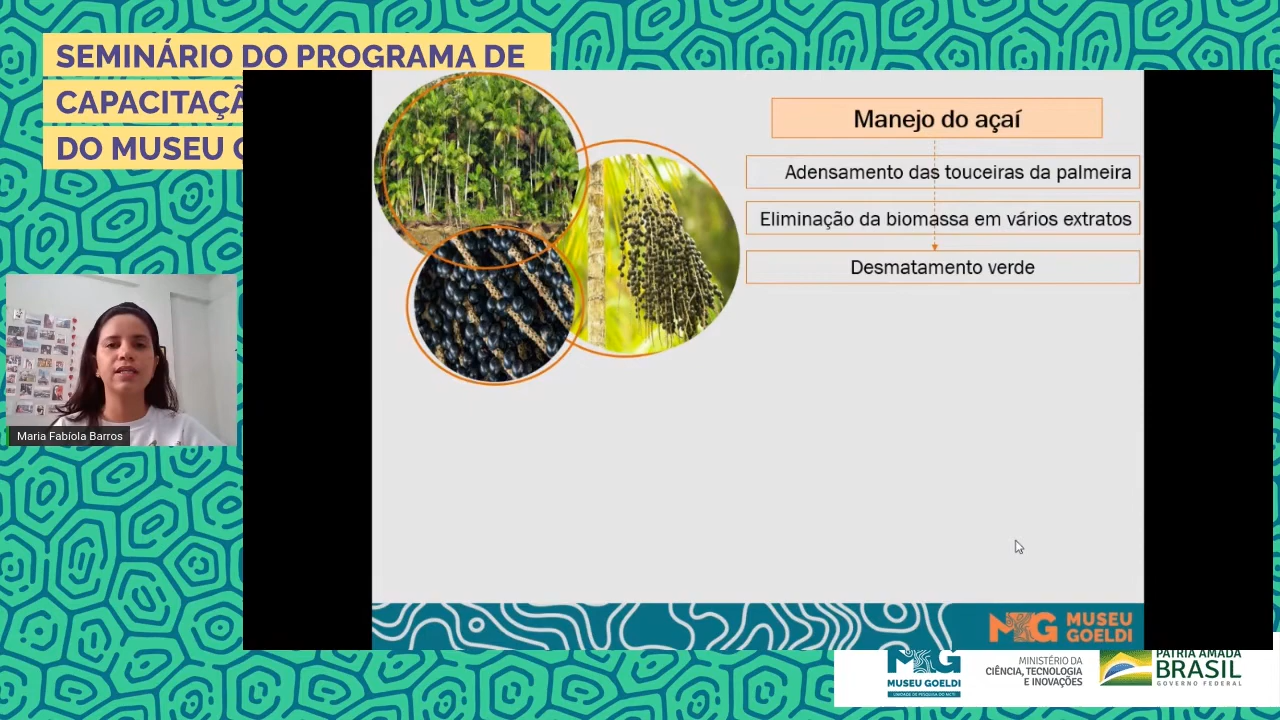 SEMINÁRIO DO PROGRAMA DE
CAPACITAÇÃ
DO MUSEU G
Manejo do açaí
Adensamento das touceiras da palmeira
Eliminação da biomassa em vários extratos
Desmatamento verde
Maria Fabíola Barros
MUSEU
GOELDI
MUSEU GOELDI
UNIDADE DE PESQUISA DO MCTI
MINISTÉRIO DA
CIÊNCIA, TECNOLOGIA
E INOVAÇÕES
PÁTRIA AMADA
BRASIL
GOVERNO FEDERAL